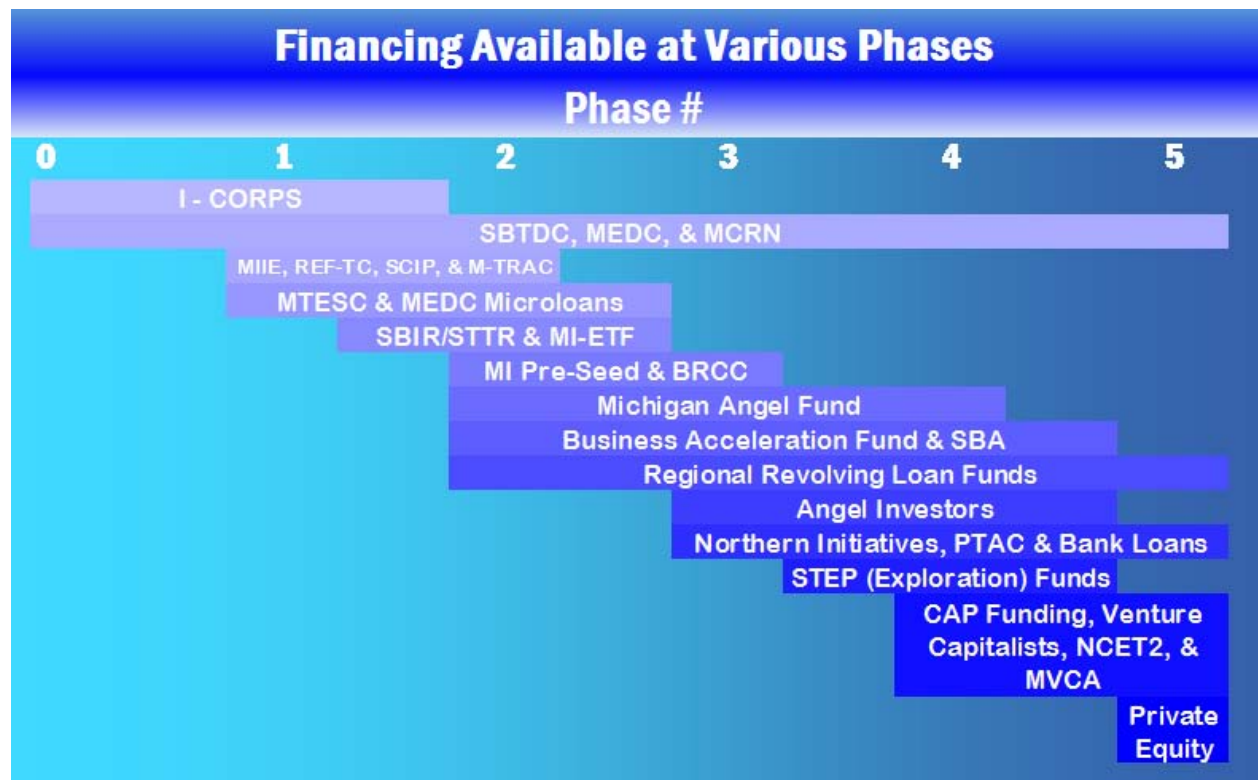 Financing Available at Various Phases
Phase #
0 1 2 3 4 5
I - CORPS
SBTDC, MEDC, & MCRN
MIIE, REF-TC, SCIP, & M-TRAC
MTESC & MEDC Microloans
SBIR/STTR & MI-ETF
MI Pre-Seed & BRCC
Michigan Angel Fund
Business Acceleration Fund & SBA
Regional Revolving Loan Funds
Angel Investors
Northern Initiatives, PTAC & Bank Loans
STEP (Exploration) Funds
CAP Funding, Venture
Capitalists, NCET2, &
MVCA
Private
Equity